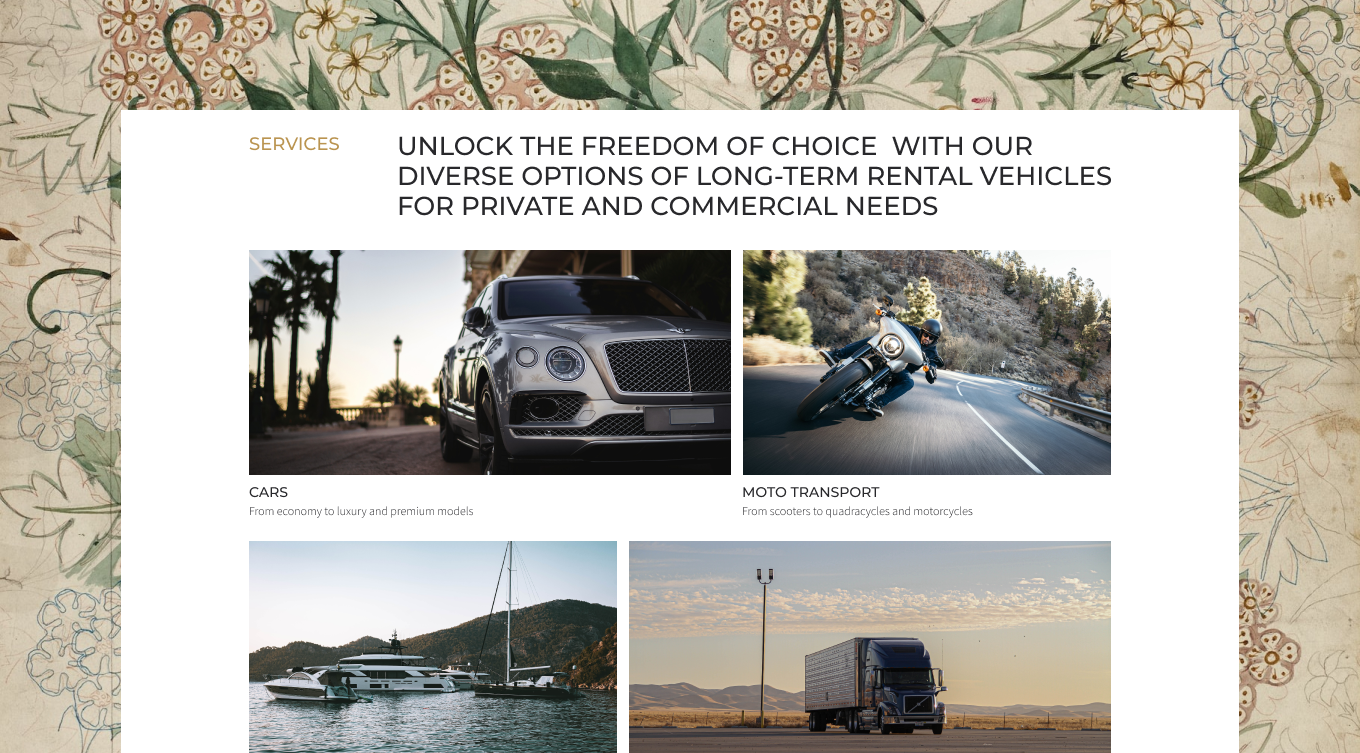 SERVICES
UNLOCK THE FREEDOM OF CHOICE  WITH OUR
DIVERSE OPTIONS OF LONG-TERM RENTAL VEHICLES
FOR PRIVATE AND COMMERCIAL NEEDS
CARS
From economy to luxury and premium models
MOTO TRANSPORT
From scooters to quadracycles and motorcycles